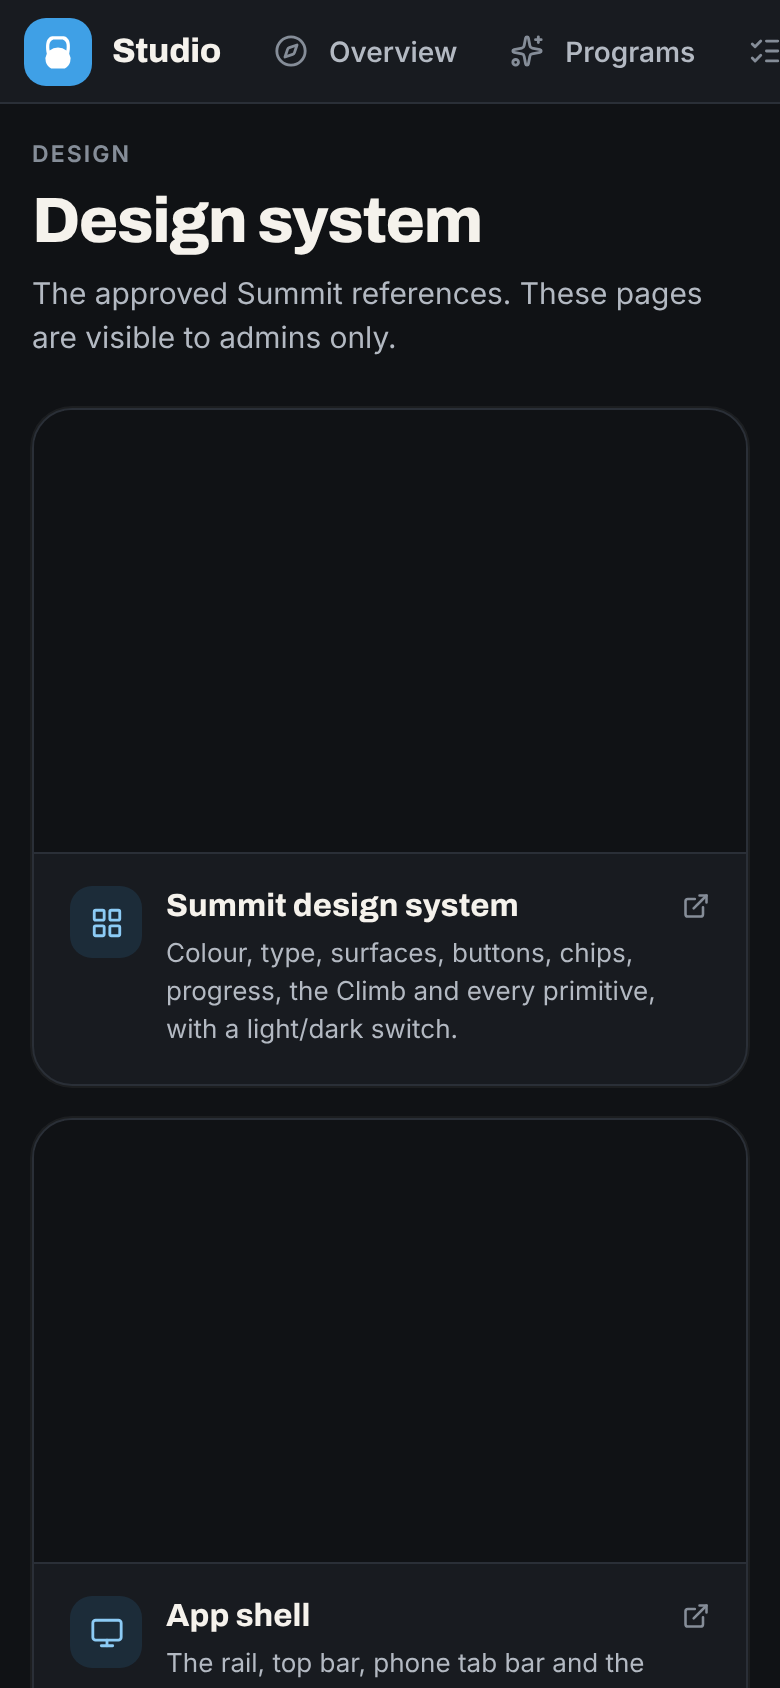 Studio
Overview
Programs
DESIGN
Design system
The approved Summit references. These pages
are visible to admins only.
Summit design system
Colour, type, surfaces, buttons, chips,
progress, the Climb and every primitive,
with a light/dark switch.
App shell
The rail, top bar, phone tab bar and the